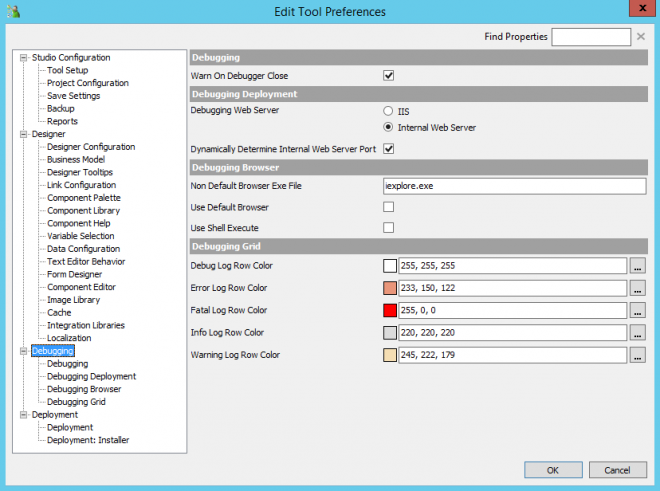 Edit Tool Preferences
x
Find Properties
Studio Configuration
Tool Setup
Project Configuration
Save Settings
Backup
Reports
Designer
Designer Configuration
Business Model
Designer Tooltips
Link Configuration
Component Palette
Component Library
Component Help
Variable Selection
Data Configuration
Text Editor Behavior
Form Designer
Component Editor
Image Library
Cache
Integration Libraries
Localization
Debugging
Debugging
Debugging Deployment
Debugging Browser
Debugging Grid
Deployment
Deployment
Deployment: Installer
Debugging
Warn On Debugger Close
Debugging Deployment
Debugging Web Server
IIS
Internal Web Server
Dynamically Determine Internal Web Server Port
Debugging Browser
Non Default Browser Exe File iexplore.exe
Use Default Browser
Use Shell Execute
Debugging Grid
Debug Log Row Color 255, 255, 255 ...
Error Log Row Color 233, 150, 122 ...
Fatal Log Row Color 255, 0, 0 ...
Info Log Row Color 220, 220, 220 ...
Warning Log Row Color 245, 222, 179 ...
OK Cancel